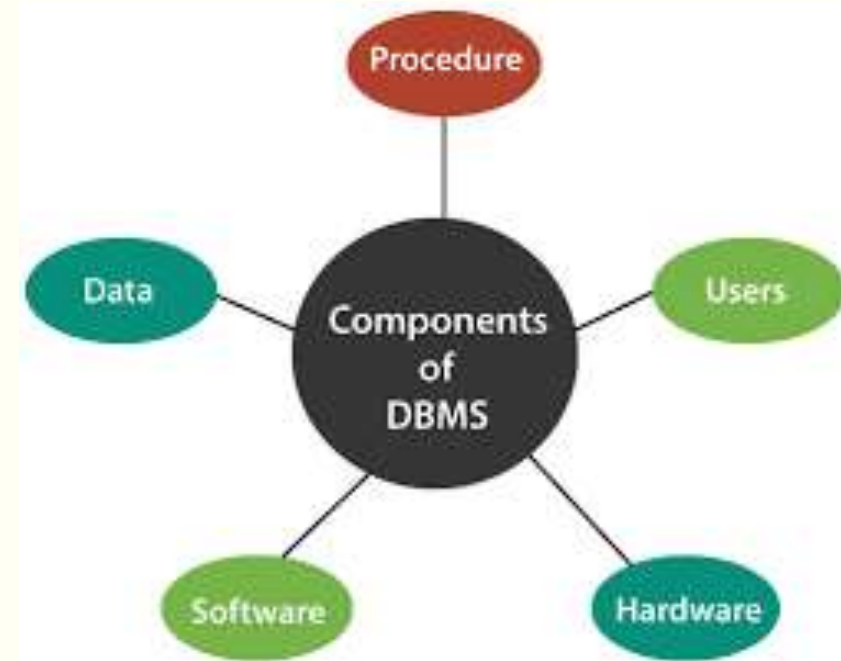 Procedure
Data
Users
Components
of
DBMS
Software
Hardware